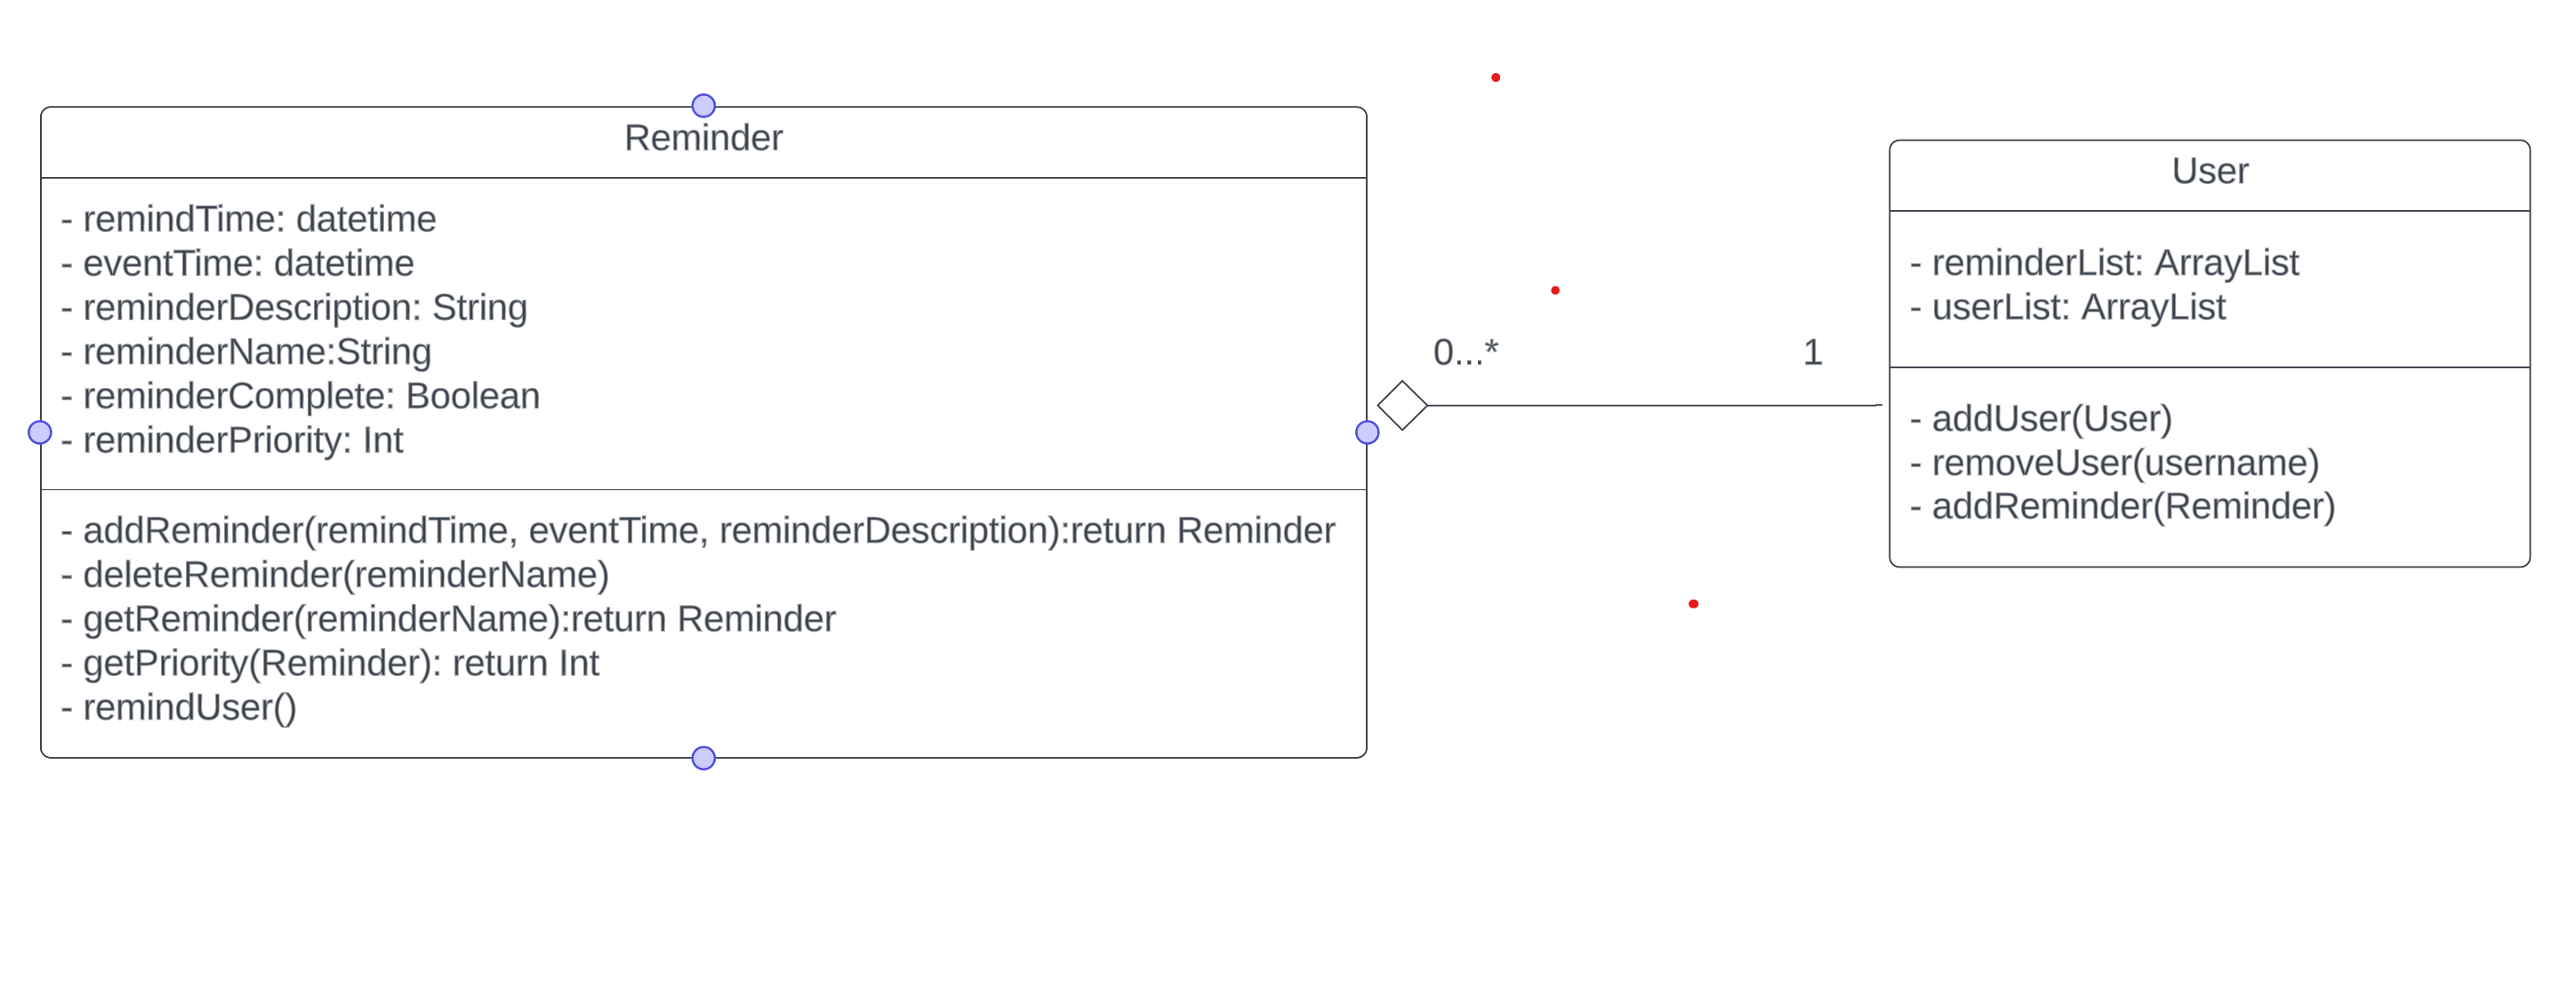 Reminder
- remindTime: datetime
- eventTime: datetime
- reminderDescription: String
- reminderName:String
- reminderComplete: Boolean
- reminderPriority: Int
- addReminder(remindTime, eventTime, reminderDescription):return Reminder
- deleteReminder(reminderName)
- getReminder(reminderName):return Reminder
- getPriority(Reminder): return Int
- remindUser()
0...*
1
User
- reminderList: ArrayList
- userList: ArrayList
- addUser(User)
- removeUser(username)
- addReminder(Reminder)